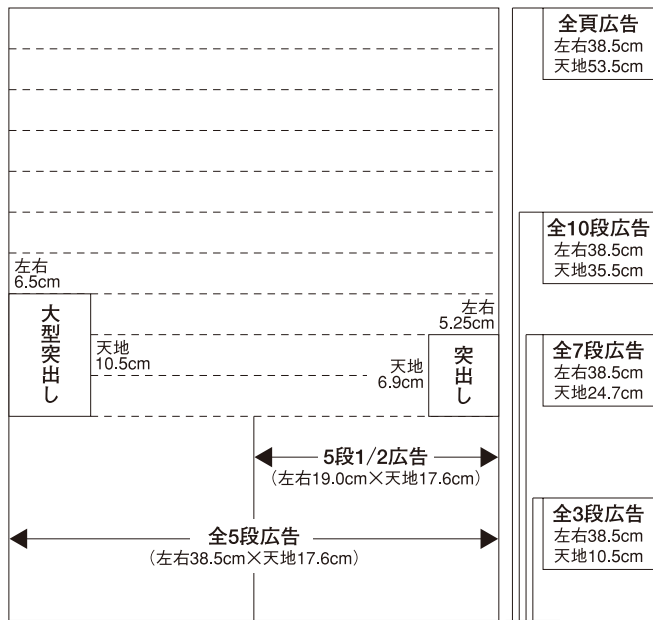 全頁広告
左右38.5cm
天地53.5cm
全10段広告
左右38.5cm
天地35.5cm
左右
6.5cm
大型突出し
天地
10.5cm
左右
5.25cm
天地
6.9cm
突出し
全7段広告
左右38.5cm
天地24.7cm
5段1/2広告
（左右19.0cm×天地17.6cm）
全5段広告
（左右38.5cm×天地17.6cm）
全3段広告
左右38.5cm
天地10.5cm